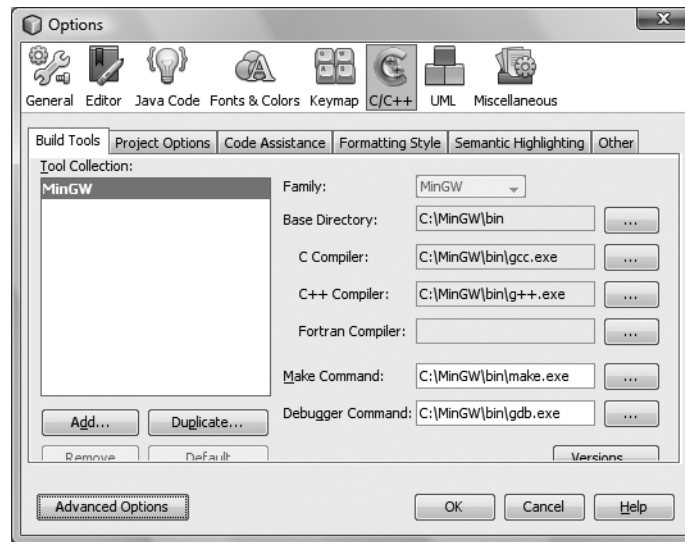 Options
General Editor Java Code Fonts & Colors Keymap C/C++ UML Miscellaneous
Build Tools Project Options Code Assistance Formatting Style Semantic Highlighting Other
Tool Collection:
MinGW
Family: MinGW
Base Directory: C:\MinGW\bin ...
C Compiler: C:\MinGW\bin\gcc.exe ...
C++ Compiler: C:\MinGW\bin\g++.exe ...
Fortran Compiler: ...
Make Command: C:\MinGW\bin\make.exe ...
Debugger Command: C:\MinGW\bin\gdb.exe ...
Add... Duplicate...
Remove Default Versions
Advanced Options OK Cancel Help